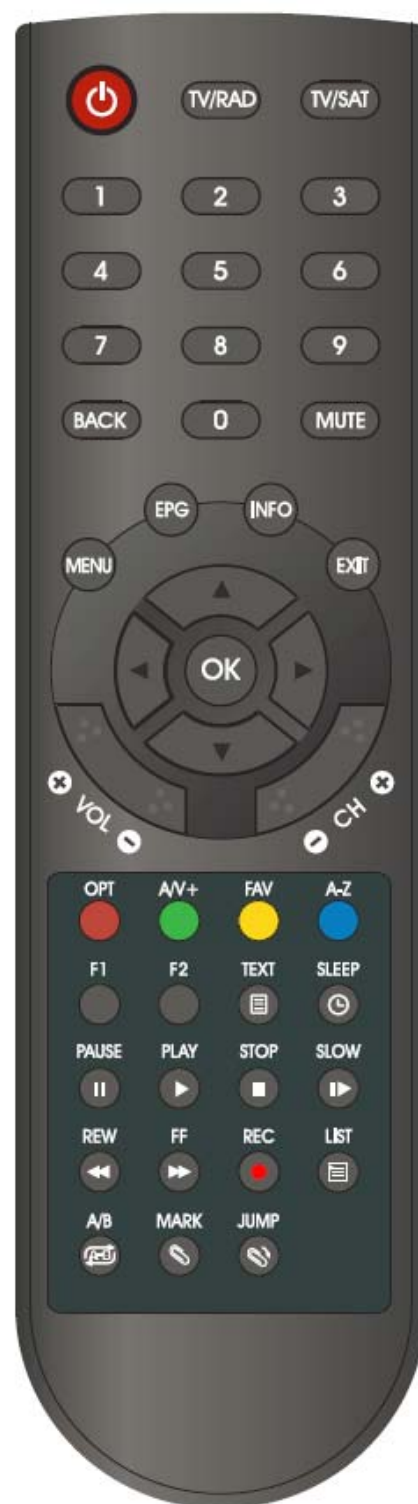 TV/RAD TV/SAT
1 2 3
4 5 6
7 8 9
BACK 0 MUTE
EPG INFO
MENU EXIT
OK
VOL CH
OPT A/V+ FAV A-Z
F1 F2 TEXT SLEEP
PAUSE PLAY STOP SLOW
REW FF REC LIST
A/B MARK JUMP
A-B